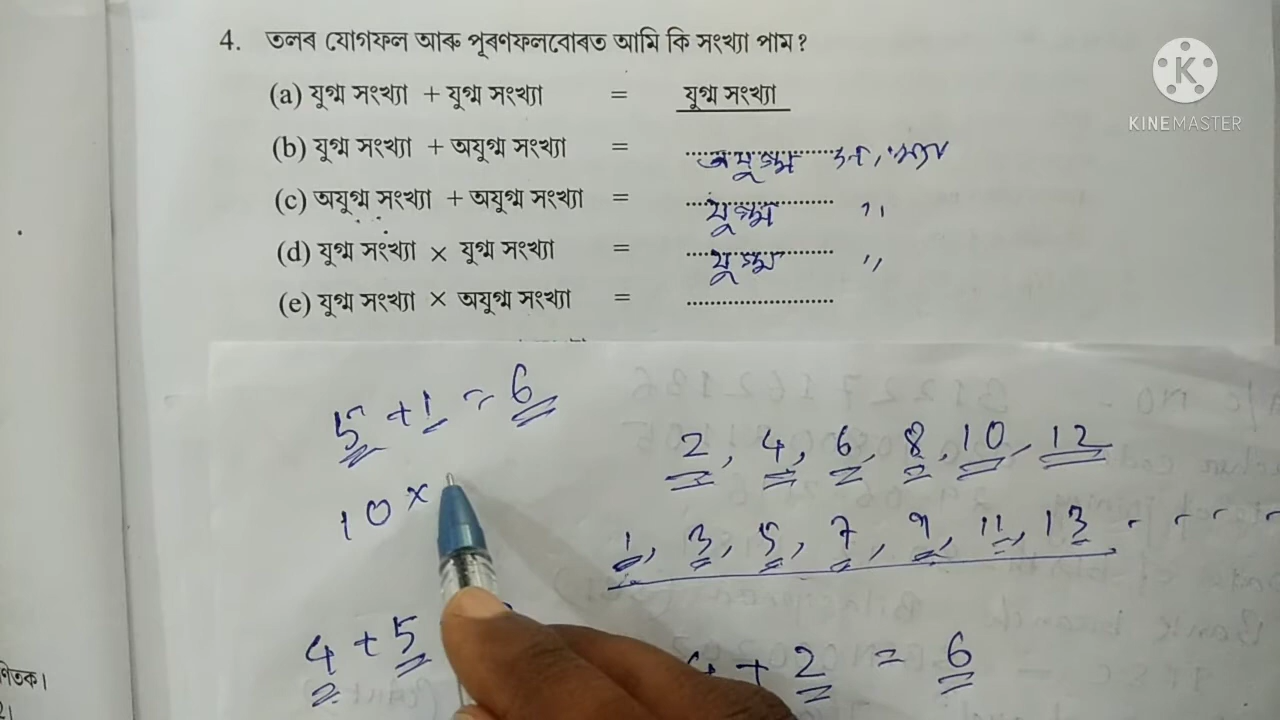 4. তলৰ যোগফল আৰু পূৰণফলবোৰত আমি কি সংখ্যা পাম?
(a) যুগ্ম সংখ্যা + যুগ্ম সংখ্যা = যুগ্ম সংখ্যা
(b) যুগ্ম সংখ্যা + অযুগ্ম সংখ্যা = অযুগ্ম
(c) অযুগ্ম সংখ্যা + অযুগ্ম সংখ্যা = যুগ্ম "
(d) যুগ্ম সংখ্যা × যুগ্ম সংখ্যা = যুগ্ম "
(e) যুগ্ম সংখ্যা × অযুগ্ম সংখ্যা = ......................
KINEMASTER
5 + 1 = 6
2, 4, 6, 8, 10, 12
10 ×
1, 3, 5, 7, 9, 11, 13 - - - -
4 + 5
4 + 2 = 6